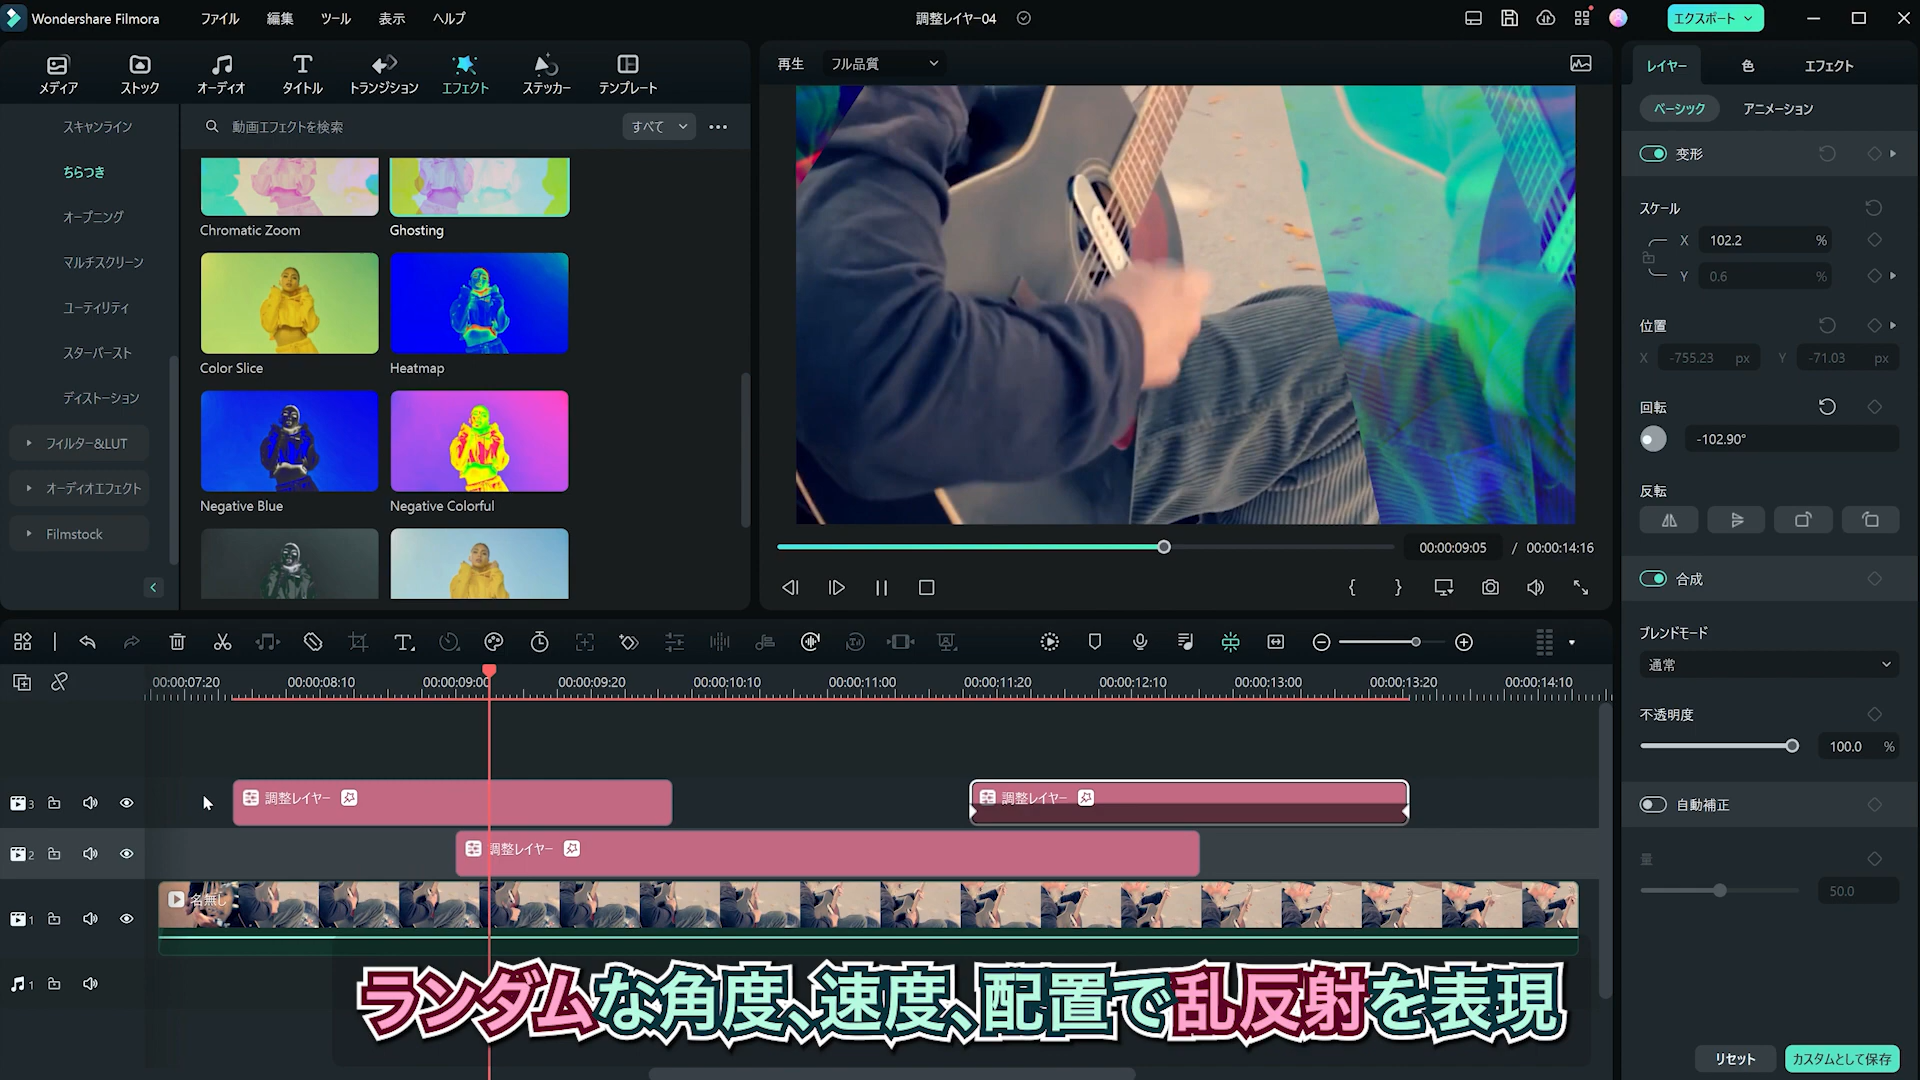 Wondershare Filmora
ファイル
編集
ツール
表示
ヘルプ
調整レイヤー04
エクスポート
メディア
ストック
オーディオ
タイトル
トランジション
エフェクト
ステッカー
テンプレート
スキャンライン
ちらつき
オープニング
マルチスクリーン
ユーティリティ
スターバースト
ディストーション
フィルター&LUT
オーディオエフェクト
Filmstock
動画エフェクトを検索
すべて
Chromatic Zoom
Ghosting
Color Slice
Heatmap
Negative Blue
Negative Colorful
再生
フル品質
00:00:09:05 / 00:00:14:16
レイヤー
色
エフェクト
ベーシック
アニメーション
変形
スケール
X 102.2 %
Y 0.6 %
位置
X -755.23 px Y -71.03 px
回転
-102.90°
反転
合成
ブレンドモード
通常
不透明度
100.0 %
自動補正
量
50.0
リセット
カスタムとして保存
00:00:07:20 00:00:08:10 00:00:09:00 00:00:09:20 00:00:10:10 00:00:11:00 00:00:11:20 00:00:12:10 00:00:13:00 00:00:13:20 00:00:14:10
3
調整レイヤー
調整レイヤー
2
調整レイヤー
1
名無し
1
ランダムな角度、速度、配置で乱反射を表現